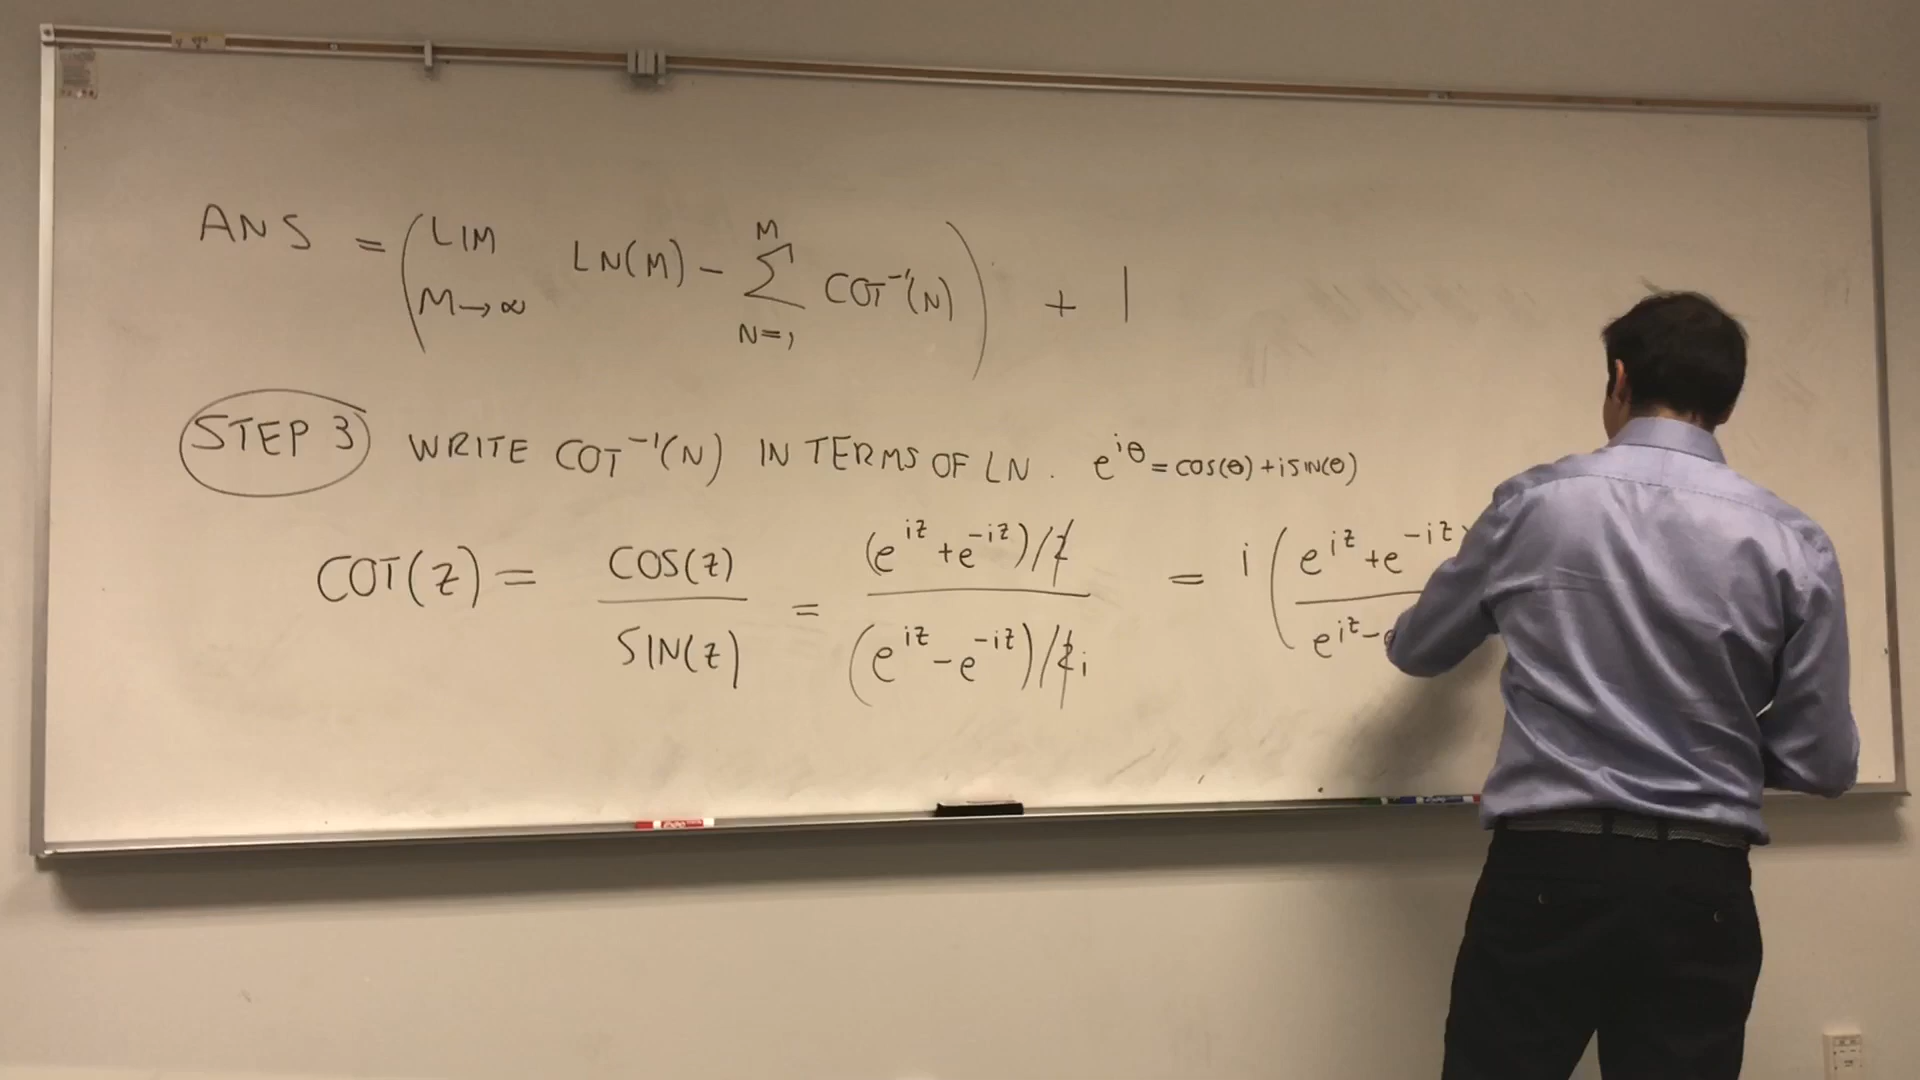 ANS = ( LIM M→∞ LN(M) - Σ N=1 M COT⁻¹(N) ) + 1
STEP 3 WRITE COT⁻¹(N) IN TERMS OF LN. e^{iθ} = COS(θ) + i SIN(θ)
COT(z) = COS(z) / SIN(z) = (e^{iz} + e^{-iz})/2 / (e^{iz} - e^{-iz})/2i = i ( e^{iz} + e^{-iz} / e^{iz} -